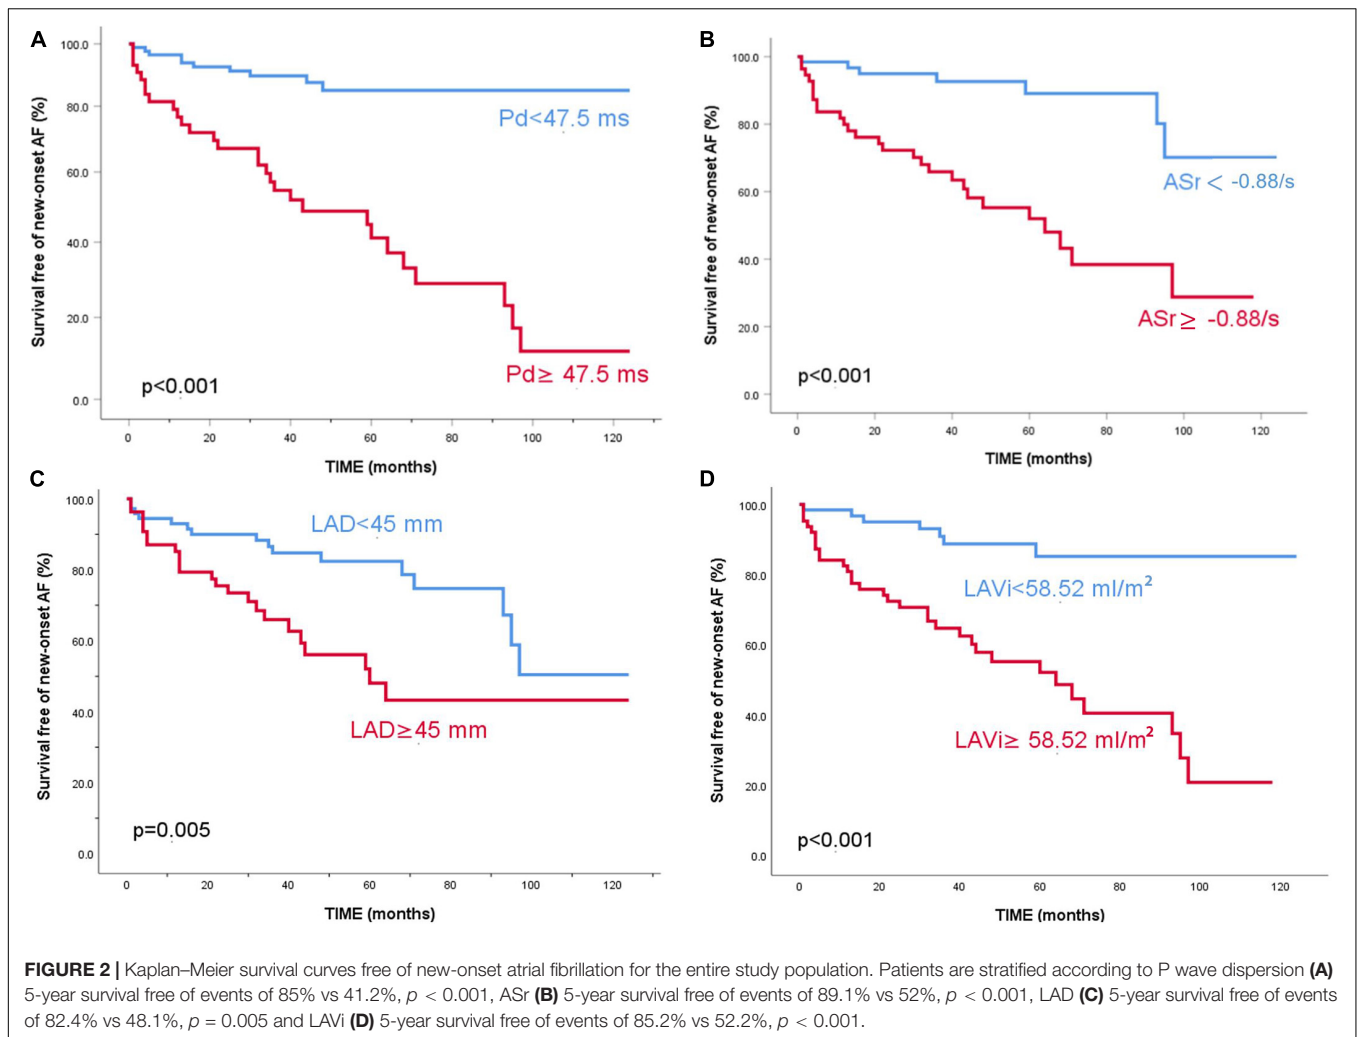 A
Survival free of new-onset AF (%)
100.0
80.0
60.0
40.0
20.0
0.0
Pd<47.5 ms
Pd≥ 47.5 ms
p<0.001
0 20 40 60 80 100 120
TIME (months)
B
Survival free of new-onset AF (%)
100.0
80.0
60.0
40.0
20.0
0.0
ASr < -0.88/s
ASr ≥ -0.88/s
p<0.001
0 20 40 60 80 100 120
TIME (months)
C
Survival free of new-onset AF (%)
100.0
80.0
60.0
40.0
20.0
0.0
LAD<45 mm
LAD≥45 mm
p=0.005
0 20 40 60 80 100 120
TIME (months)
D
Survival free of new-onset AF (%)
100.0
80.0
60.0
40.0
20.0
0.0
LAVi<58.52 ml/m²
LAVi≥ 58.52 ml/m²
p<0.001
0 20 40 60 80 100 120
TIME (months)
FIGURE 2 | Kaplan–Meier survival curves free of new-onset atrial fibrillation for the entire study population. Patients are stratified according to P wave dispersion (A)
5-year survival free of events of 85% vs 41.2%, p < 0.001, ASr (B) 5-year survival free of events of 89.1% vs 52%, p < 0.001, LAD (C) 5-year survival free of events
of 82.4% vs 48.1%, p = 0.005 and LAVi (D) 5-year survival free of events of 85.2% vs 52.2%, p < 0.001.